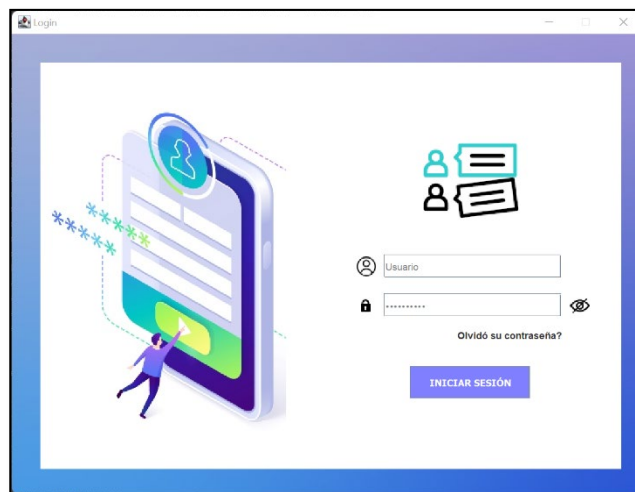 Login
*****
*****
Usuario
Olvidó su contraseña?
INICIAR SESIÓN